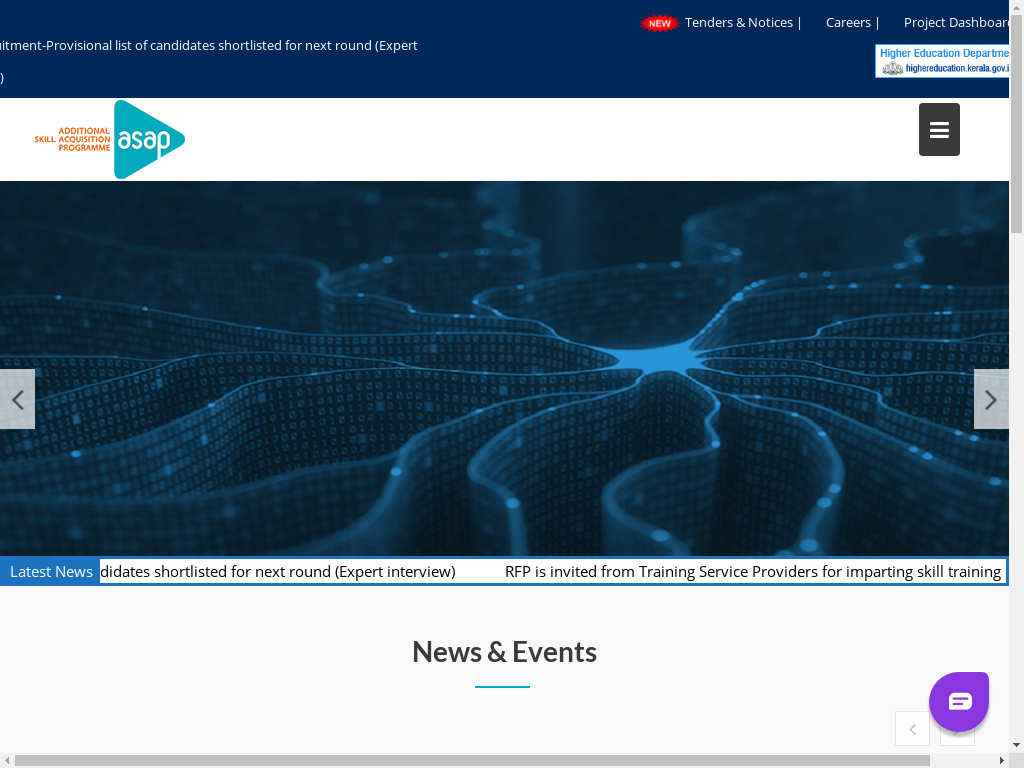 NEW Tenders & Notices | Careers | Project Dashboard
uitment-Provisional list of candidates shortlisted for next round (Expert
)
Higher Education Departme
highereducation.kerala.gov.i
ADDITIONAL
SKILL ACQUISITION
PROGRAMME
asap
Latest News didates shortlisted for next round (Expert interview) RFP is invited from Training Service Providers for imparting skill training
News & Events